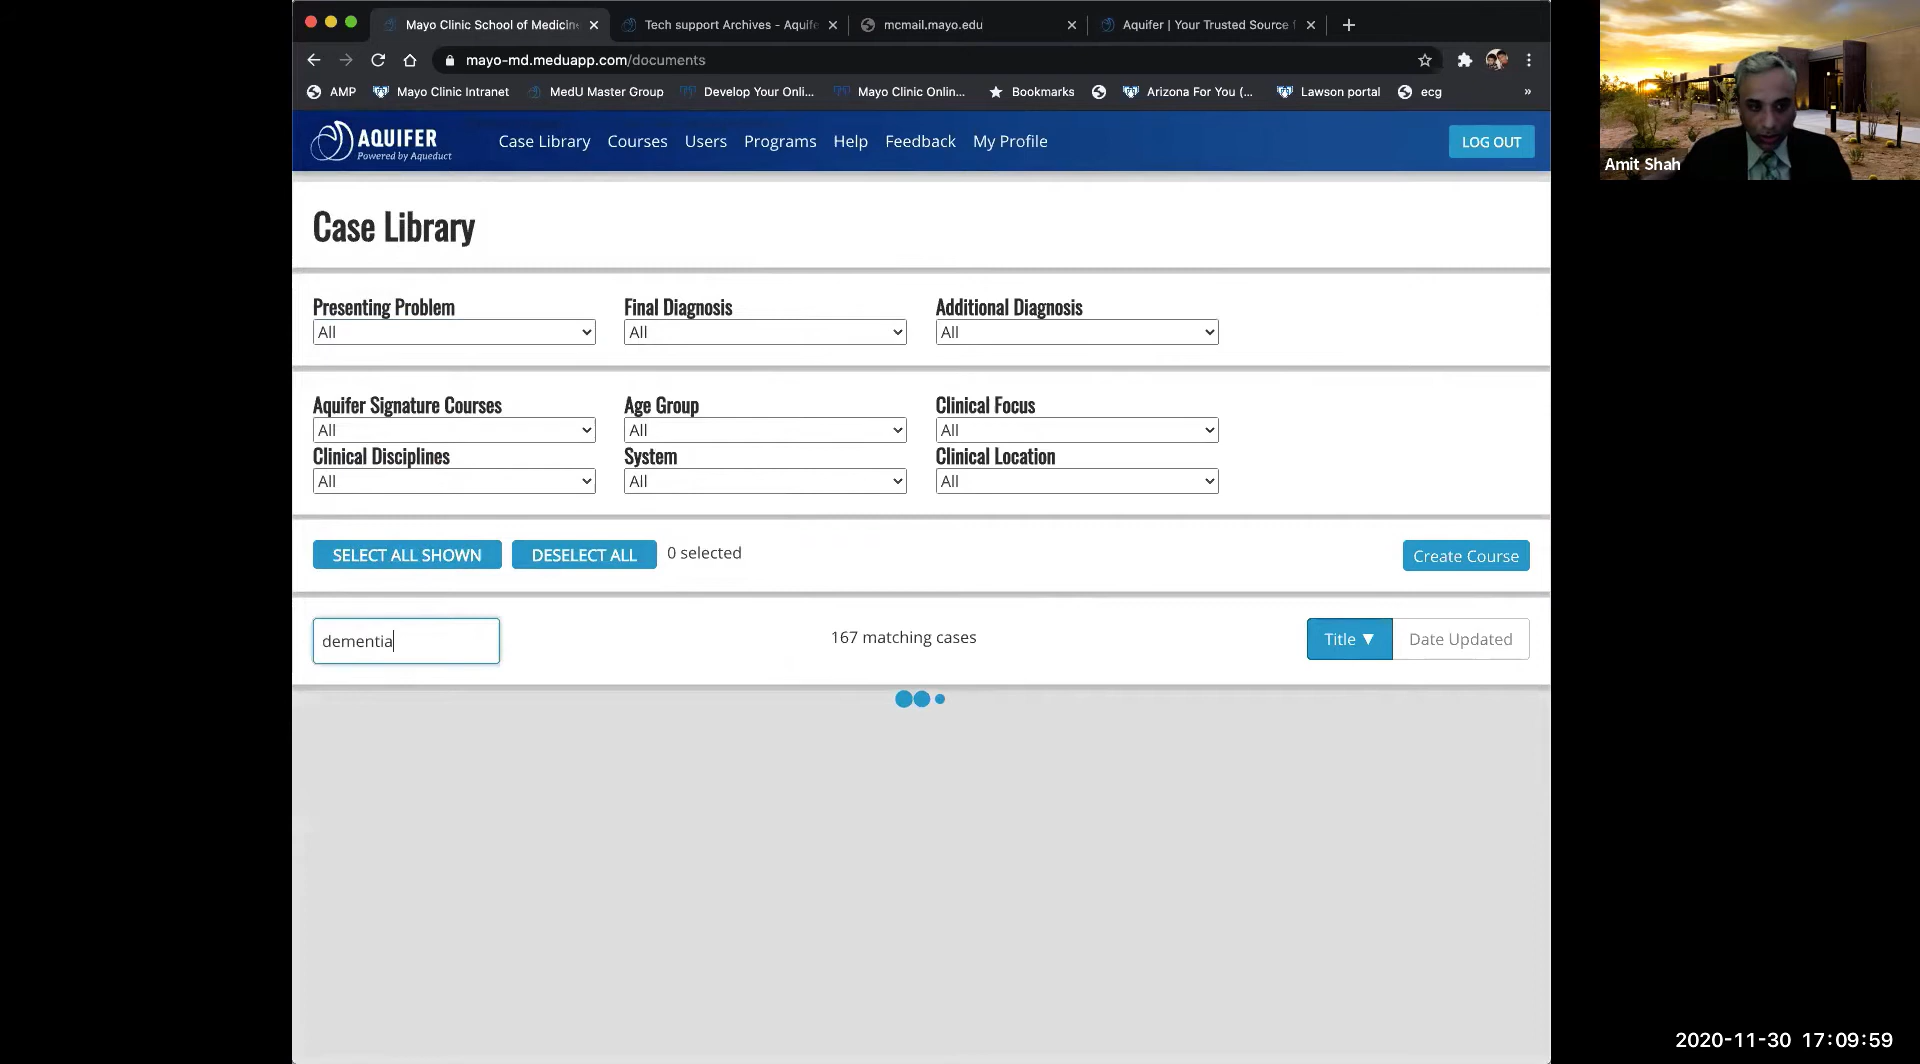 Mayo Clinic School of Medicin
Tech support Archives - Aquife
mcmail.mayo.edu
Aquifer | Your Trusted Source f
mayo-md.meduapp.com/documents
AMP
Mayo Clinic Intranet
MedU Master Group
Develop Your Onli...
Mayo Clinic Onlin...
Bookmarks
Arizona For You (...
Lawson portal
ecg
»
AQUIFER
Powered by Aqueduct
Case Library
Courses
Users
Programs
Help
Feedback
My Profile
LOG OUT
Case Library
Presenting Problem
Final Diagnosis
Additional Diagnosis
All
All
All
Aquifer Signature Courses
Age Group
Clinical Focus
All
All
All
Clinical Disciplines
System
Clinical Location
All
All
All
SELECT ALL SHOWN
DESELECT ALL
0 selected
Create Course
dementia
167 matching cases
Title ▼
Date Updated
Amit Shah
2020-11-30 17:09:59